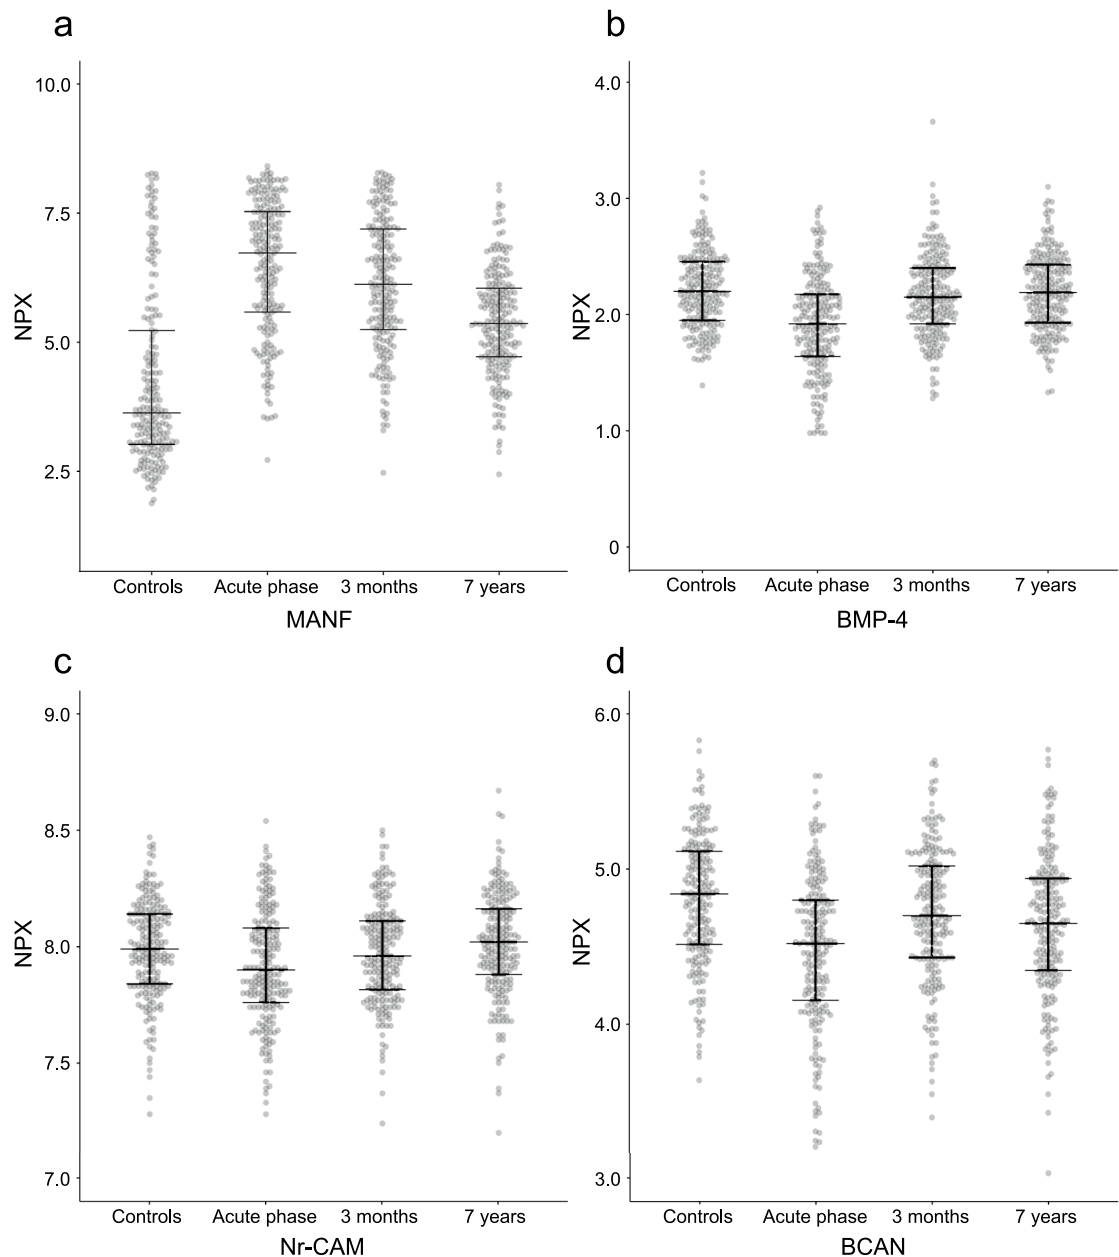 a
10.0
7.5
5.0
2.5
NPX
Controls Acute phase 3 months 7 years
MANF
b
4.0
3.0
2.0
1.0
0
NPX
Controls Acute phase 3 months 7 years
BMP-4
c
9.0
8.5
8.0
7.5
7.0
NPX
Controls Acute phase 3 months 7 years
Nr-CAM
d
6.0
5.0
4.0
3.0
NPX
Controls Acute phase 3 months 7 years
BCAN